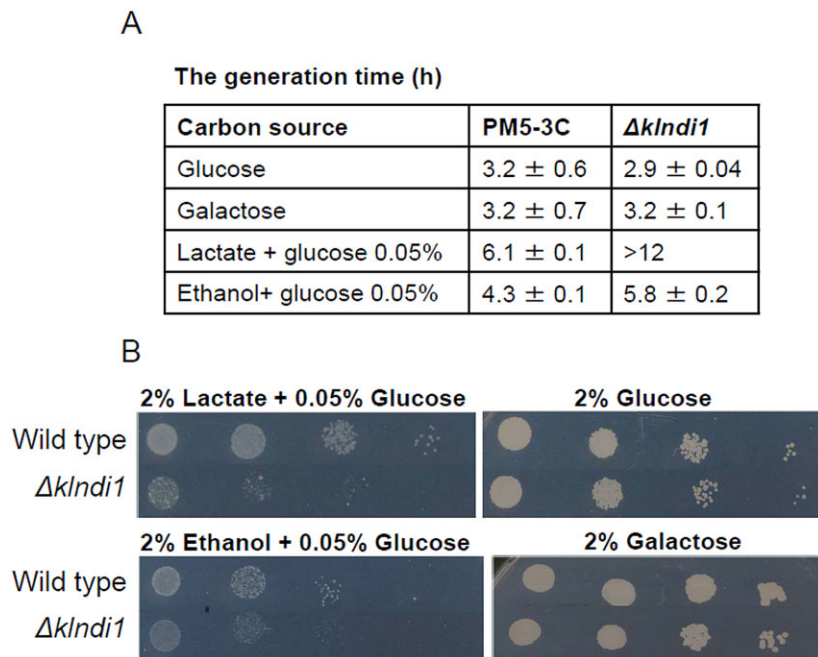 A
The generation time (h)
Carbon source PM5-3C Δklndi1
Glucose 3.2 ± 0.6 2.9 ± 0.04
Galactose 3.2 ± 0.7 3.2 ± 0.1
Lactate + glucose 0.05% 6.1 ± 0.1 >12
Ethanol+ glucose 0.05% 4.3 ± 0.1 5.8 ± 0.2
B
2% Lactate + 0.05% Glucose 2% Glucose
Wild type
Δklndi1
2% Ethanol + 0.05% Glucose 2% Galactose
Wild type
Δklndi1